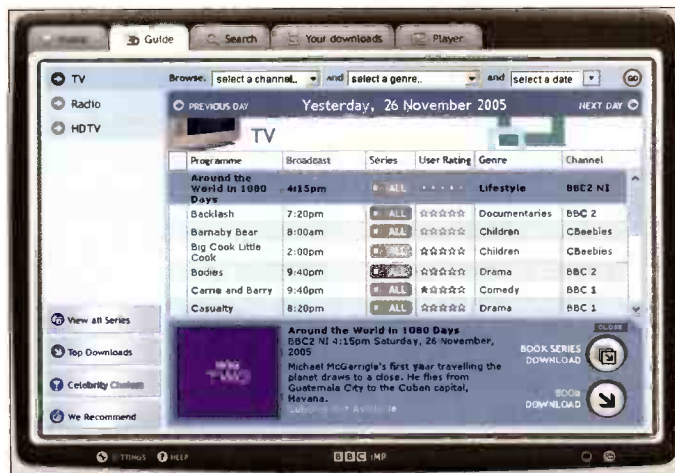 Guide
Search
Your downloads
Player
TV
Radio
HDTV
Browse. select a channel.. and select a genre.. and select a date GO
PREVIOUS DAY Yesterday, 26 November 2005 NEXT DAY
TV
Programme Broadcast Series User Rating Genre Channel
Around the World in 1080 Days 4:15pm ALL Lifestyle BBC2 NI
Backlash 7:20pm ALL Documentaries BBC 2
Barnaby Bear 8:00am ALL Children CBeebies
Big Cook Little Cook 2:00pm ALL Children CBeebies
Bodies 9:40pm ALL Drama BBC 2
Carrie and Barry 9:40pm ALL Comedy BBC 1
Casualty 8:20pm ALL Drama BBC 1
View all Series
Top Downloads
Celebrity Choices
We Recommend
TWO
CLOSE
Around the World in 1080 Days
BBC2 NI 4:15pm Saturday, 26 November,
2005
Michael McGarrigle's first year travelling the
planet draws to a close. He flies from
Guatemala City to the Cuban capital,
Havana.
BOOK SERIES
DOWNLOAD
BOOK
DOWNLOAD
HELP
BBC iMP